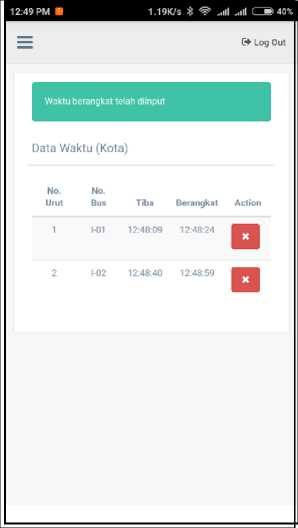 12:49 PM 1.19K/s 40%
Log Out
Waktu berangkat telah diinput
Data Waktu (Kota)
No. Urut No. Bus Tiba Berangkat Action
1 I-01 12:48:09 12:48:24
2 I-02 12:48:40 12:48:59